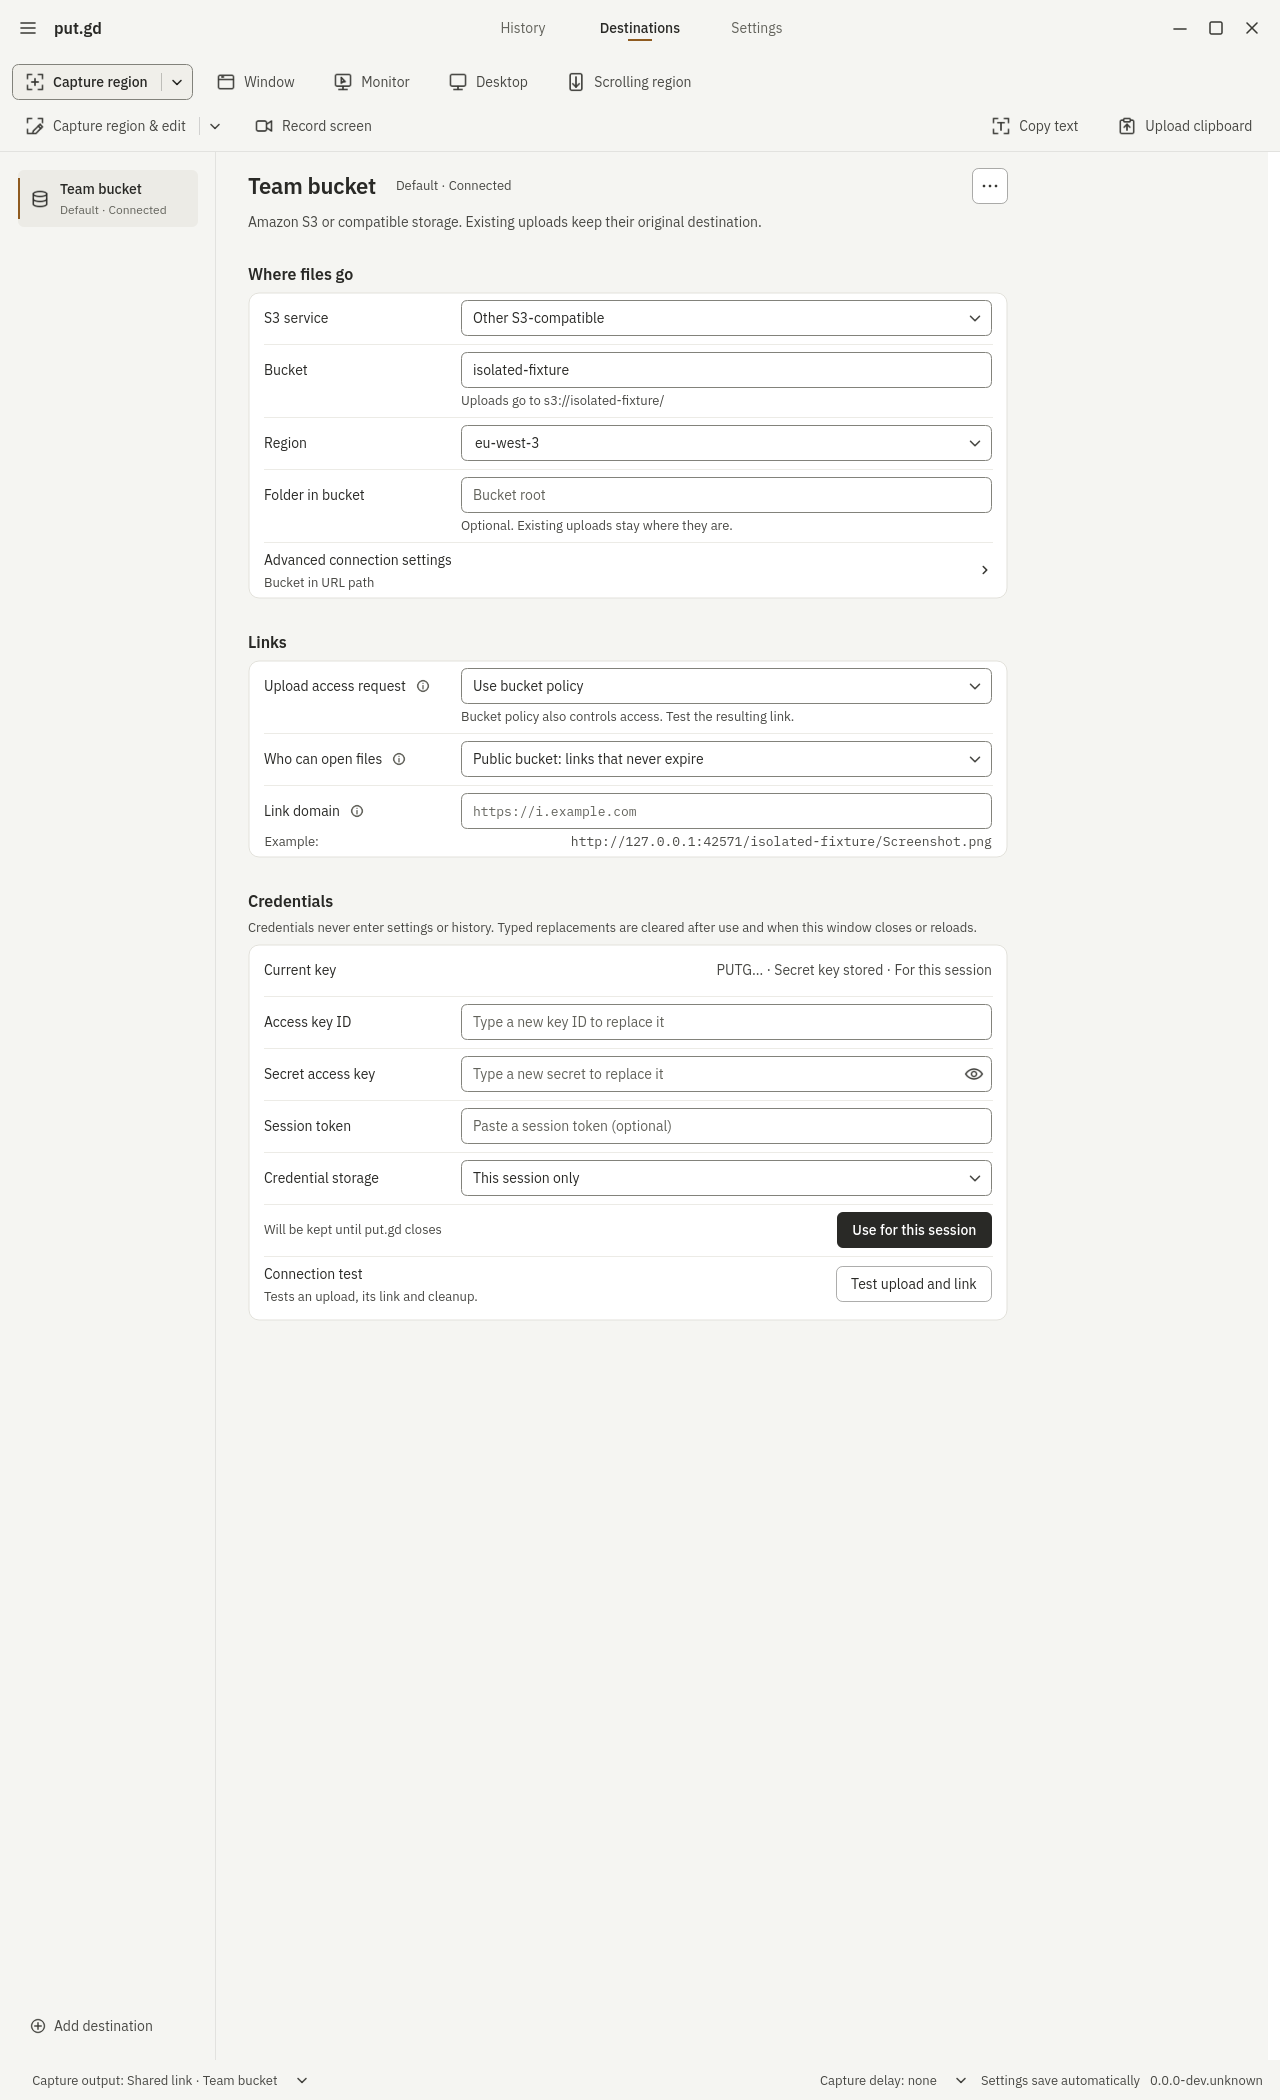 put.gd
History
Destinations
Settings
Capture region
Window
Monitor
Desktop
Scrolling region
Capture region & edit
Record screen
Copy text
Upload clipboard
Team bucket
Default · Connected
Team bucket
Default · Connected
Amazon S3 or compatible storage. Existing uploads keep their original destination.
Where files go
S3 service
Other S3-compatible
Bucket
isolated-fixture
Uploads go to s3://isolated-fixture/
Region
eu-west-3
Folder in bucket
Bucket root
Optional. Existing uploads stay where they are.
Advanced connection settings
Bucket in URL path
Links
Upload access request
Use bucket policy
Bucket policy also controls access. Test the resulting link.
Who can open files
Public bucket: links that never expire
Link domain
https://i.example.com
Example:
http://127.0.0.1:42571/isolated-fixture/Screenshot.png
Credentials
Credentials never enter settings or history. Typed replacements are cleared after use and when this window closes or reloads.
Current key
PUTG... · Secret key stored · For this session
Access key ID
Type a new key ID to replace it
Secret access key
Type a new secret to replace it
Session token
Paste a session token (optional)
Credential storage
This session only
Will be kept until put.gd closes
Use for this session
Connection test
Tests an upload, its link and cleanup.
Test upload and link
Add destination
Capture output: Shared link · Team bucket
Capture delay: none
Settings save automatically
0.0.0-dev.unknown